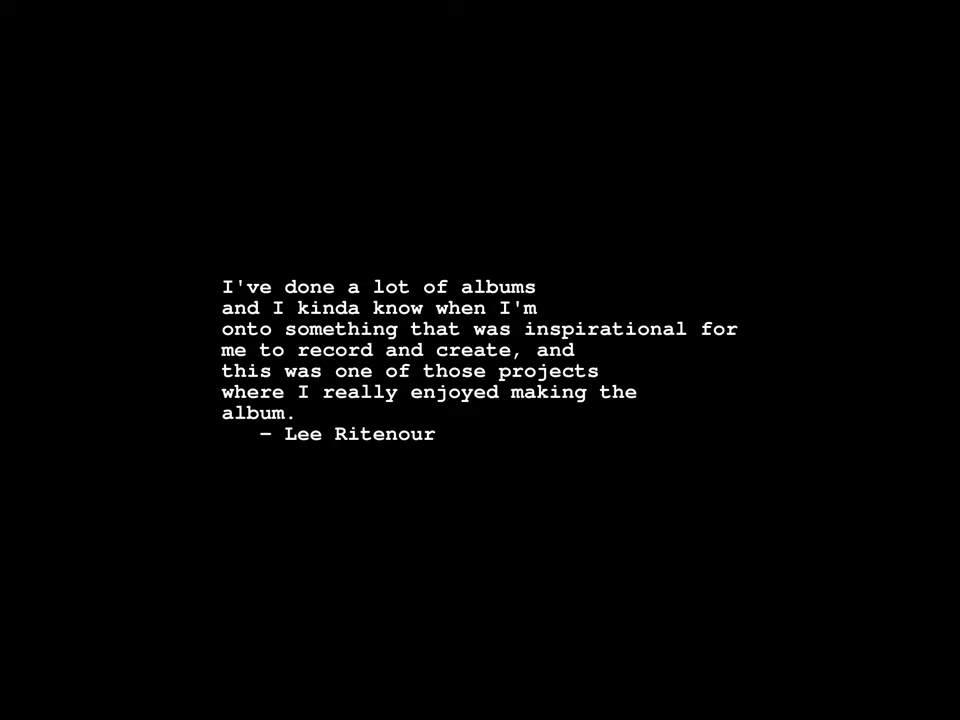 I've done a lot of albums
and I kinda know when I'm
onto something that was inspirational for
me to record and create, and
this was one of those projects
where I really enjoyed making the
album.
– Lee Ritenour